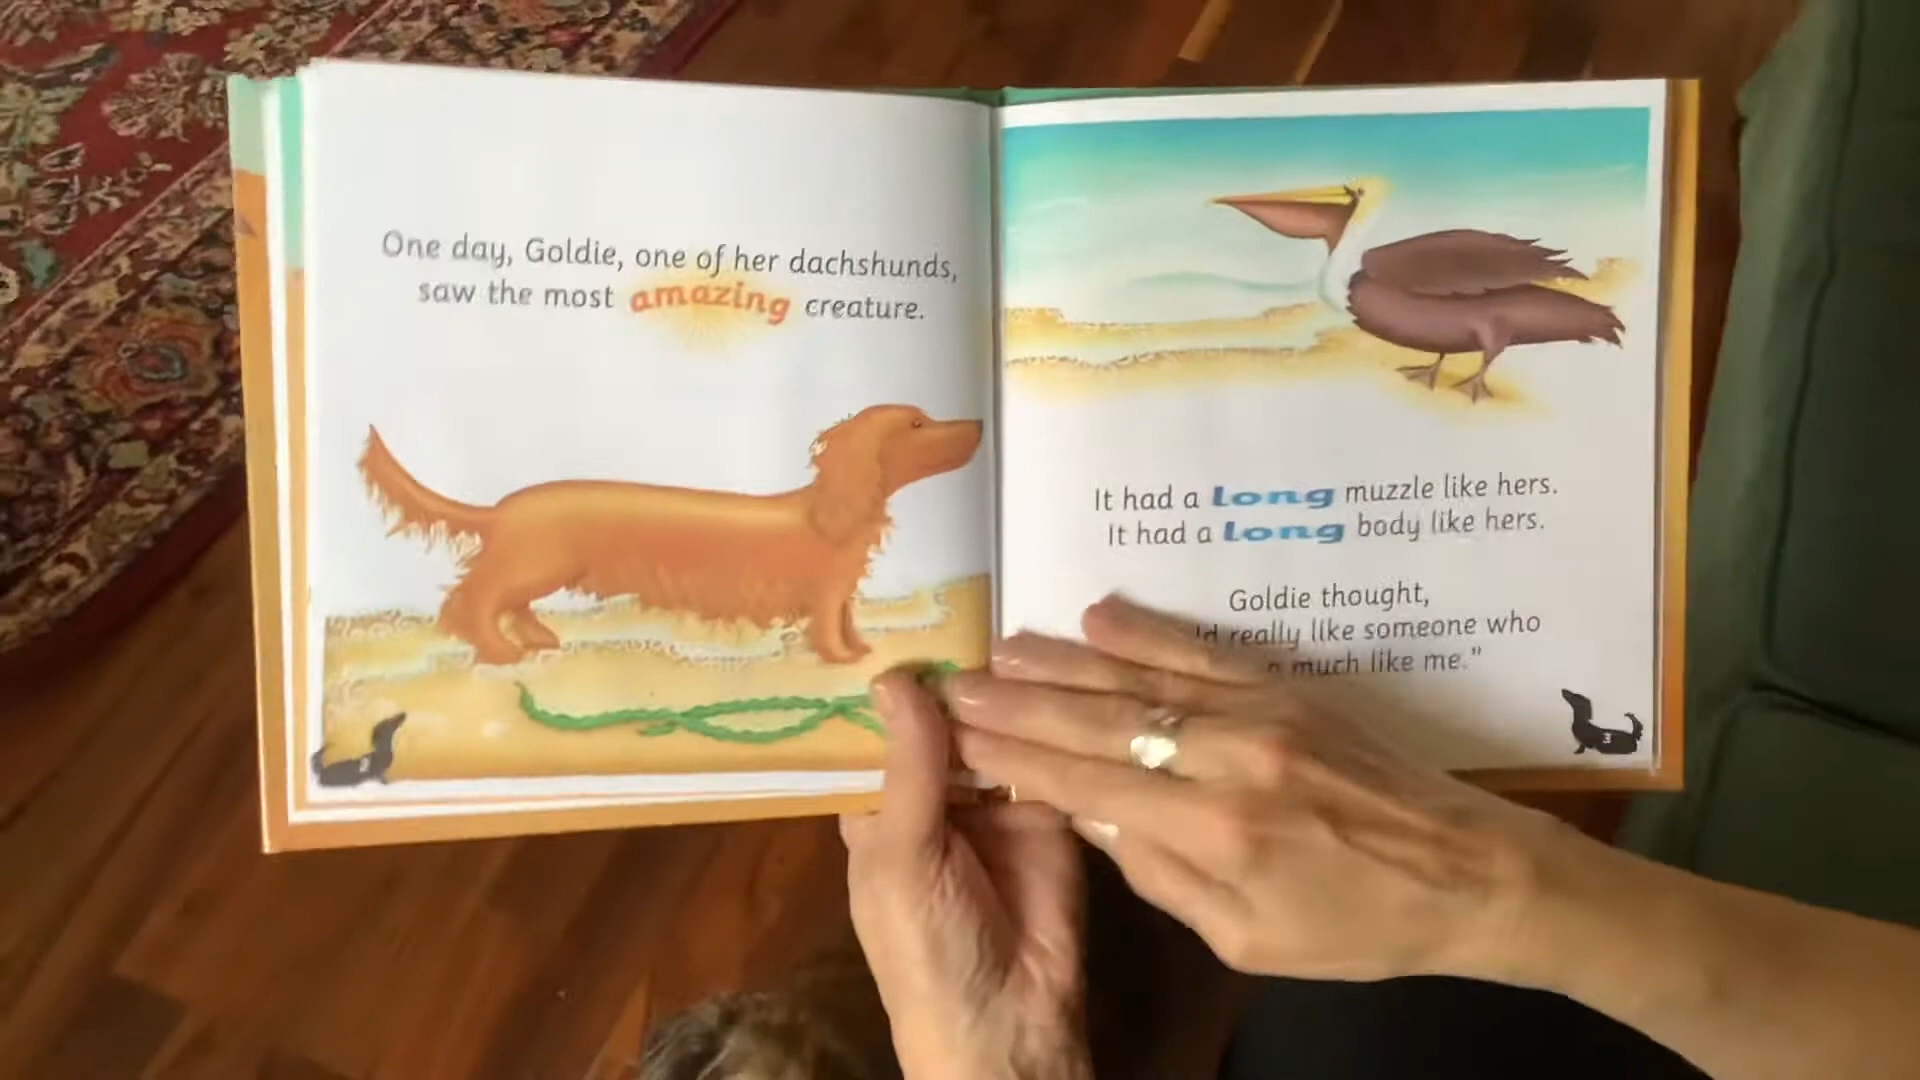 One day, Goldie, one of her dachshunds,
saw the most amazing creature.
It had a long muzzle like hers.
It had a long body like hers.
Goldie thought,
really like someone who
much like me."